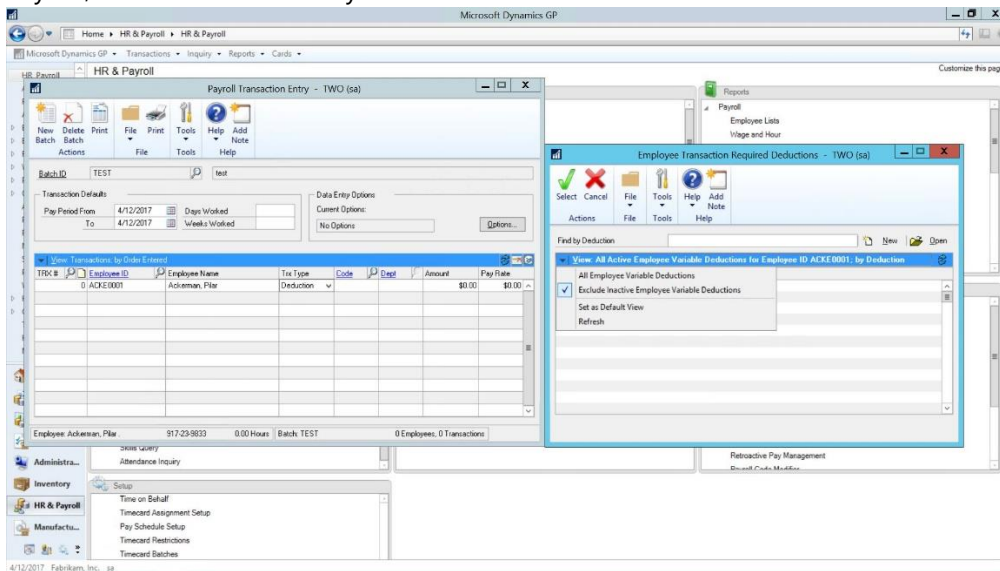 Microsoft Dynamics GP
Home HR & Payroll HR & Payroll
Microsoft Dynamics GP Transactions Inquiry Reports Cards
HR Payroll
HR & Payroll
Customize this pag
Payroll Transaction Entry - TWO (sa)
New Batch
Delete Batch
Print
File
Print
Tools
Help
Add Note
Actions File Tools Help
Batch ID TEST test
Transaction Defaults
Data Entry Options
Pay Period From 4/12/2017 Days Worked
Current Options:
To 4/12/2017 Weeks Worked
No Options
Options...
View: Transactions: by Order Entered
TRX # Employee ID Employee Name Trx Type Code Dept Amount Pay Rate
0 ACKE0001 Ackerman, Pilar Deduction $0.00 $0.00
Employee: Ackerman, Pilar . 917-23-9833 0.00 Hours Batch: TEST 0 Employees, 0 Transactions
Reports
Payroll
Employee Lists
Wage and Hour
Employee Transaction Required Deductions - TWO (sa)
Select
Cancel
File
Tools
Help
Add Note
Actions File Tools Help
Find by Deduction New Open
View: All Active Employee Variable Deductions for Employee ID ACKE0001; by Deduction
All Employee Variable Deductions
Exclude Inactive Employee Variable Deductions
Set as Default View
Refresh
Skills Query
Attendance Inquiry
Retroactive Pay Management
Payroll Code Modifier
Administra...
Inventory
HR & Payroll
Manufactu...
Setup
Time on Behalf
Timecard Assignment Setup
Pay Schedule Setup
Timecard Restrictions
Timecard Batches
4/12/2017 Fabrikam, Inc. sa